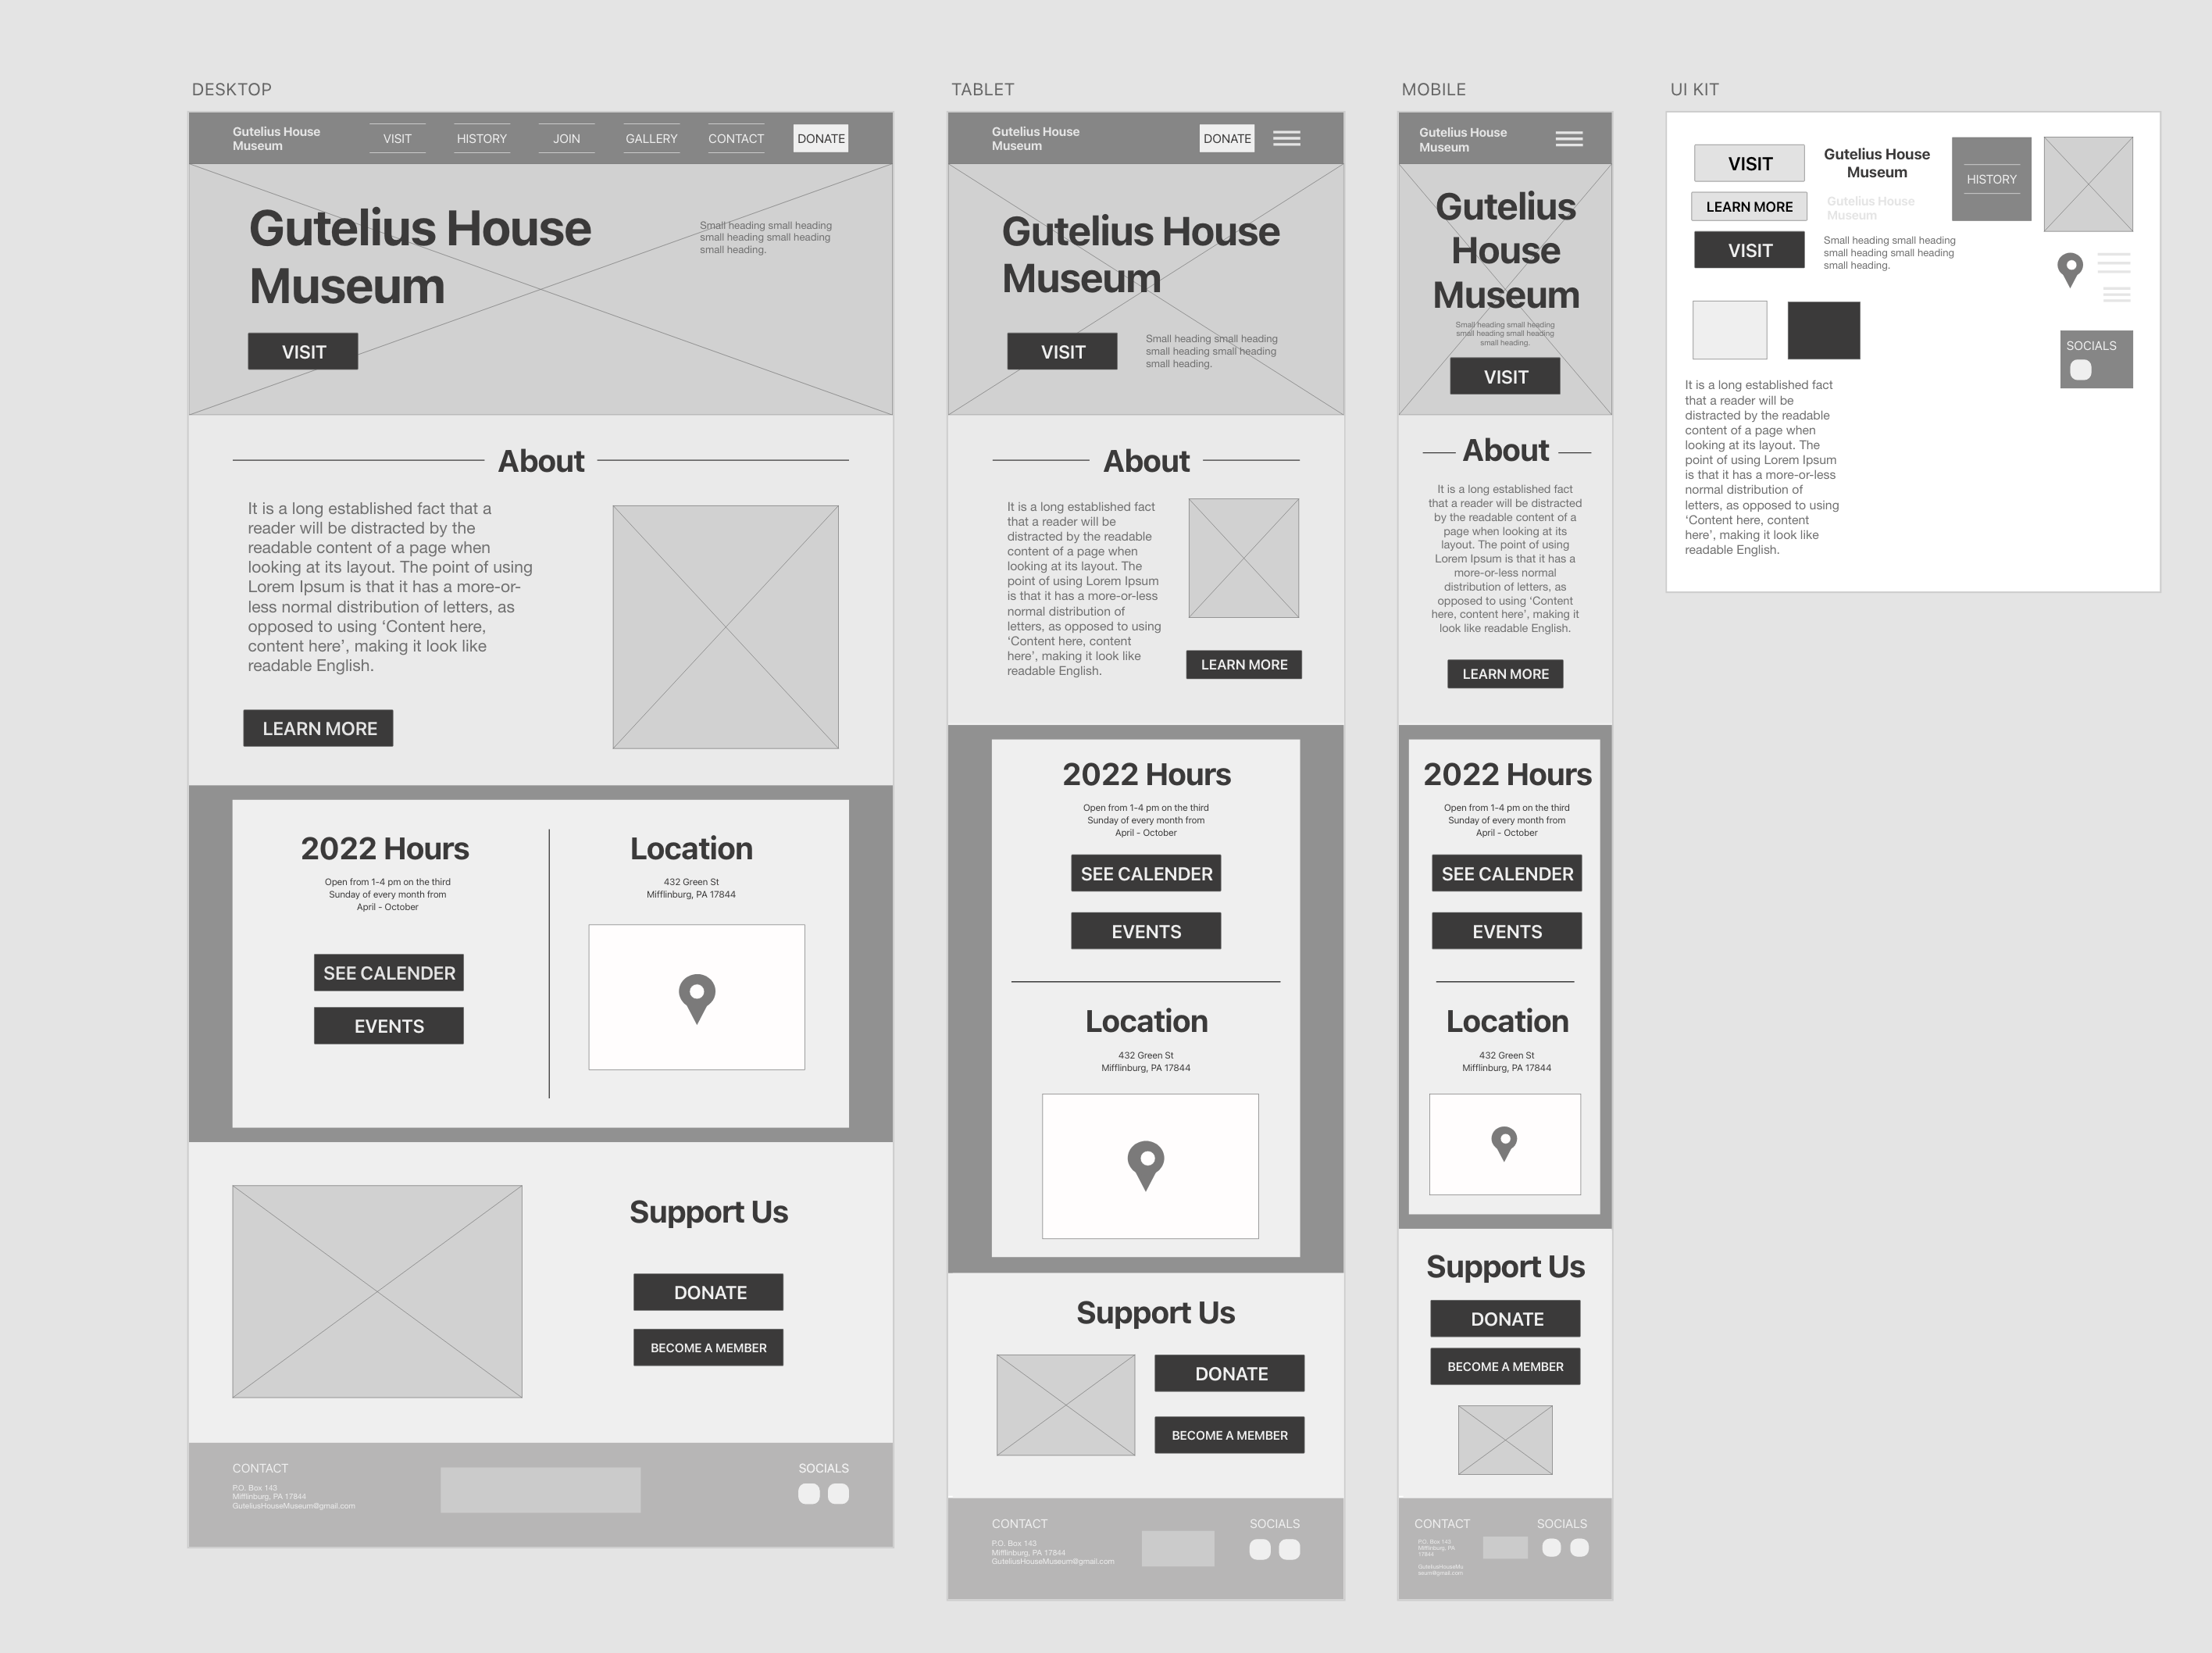 DESKTOP
Gutelius House
Museum
VISIT
HISTORY
JOIN
GALLERY
CONTACT
DONATE
Gutelius House
Museum
Small heading small heading
small heading small heading
small heading.
VISIT
About
It is a long established fact that a
reader will be distracted by the
readable content of a page when
looking at its layout. The point of using
Lorem Ipsum is that it has a more-or-
less normal distribution of letters, as
opposed to using ‘Content here,
content here’, making it look like
readable English.
LEARN MORE
2022 Hours
Open from 1-4 pm on the third
Sunday of every month from
April - October
SEE CALENDER
EVENTS
Location
432 Green St
Mifflinburg, PA 17844
Support Us
DONATE
BECOME A MEMBER
CONTACT
P.O. Box 143
Mifflinburg, PA 17844
GuteliusHouseMuseum@gmail.com
SOCIALS
TABLET
Gutelius House
Museum
DONATE
Gutelius House
Museum
VISIT
Small heading small heading
small heading small heading
small heading.
About
It is a long established fact
that a reader will be
distracted by the readable
content of a page when
looking at its layout. The
point of using Lorem Ipsum
is that it has a more-or-less
normal distribution of
letters, as opposed to using
‘Content here, content
here’, making it look like
readable English.
LEARN MORE
2022 Hours
Open from 1-4 pm on the third
Sunday of every month from
April - October
SEE CALENDER
EVENTS
Location
432 Green St
Mifflinburg, PA 17844
Support Us
DONATE
BECOME A MEMBER
CONTACT
P.O. Box 143
Mifflinburg, PA 17844
GuteliusHouseMuseum@gmail.com
SOCIALS
MOBILE
Gutelius House
Museum
Gutelius
House
Museum
Small heading small heading
small heading small heading
small heading.
VISIT
About
It is a long established fact
that a reader will be distracted
by the readable content of a
page when looking at its
layout. The point of using
Lorem Ipsum is that it has a
more-or-less normal
distribution of letters, as
opposed to using ‘Content
here, content here’, making it
look like readable English.
LEARN MORE
2022 Hours
Open from 1-4 pm on the third
Sunday of every month from
April - October
SEE CALENDER
EVENTS
Location
432 Green St
Mifflinburg, PA 17844
Support Us
DONATE
BECOME A MEMBER
CONTACT
P.O. Box 143
Mifflinburg, PA
17844
GuteliusHouseMu
seum@gmail.com
SOCIALS
UI KIT
VISIT
LEARN MORE
VISIT
Gutelius House
Museum
Gutelius House
Museum
Small heading small heading
small heading small heading
small heading.
HISTORY
SOCIALS
It is a long established fact
that a reader will be
distracted by the readable
content of a page when
looking at its layout. The
point of using Lorem Ipsum
is that it has a more-or-less
normal distribution of
letters, as opposed to using
‘Content here, content
here’, making it look like
readable English.